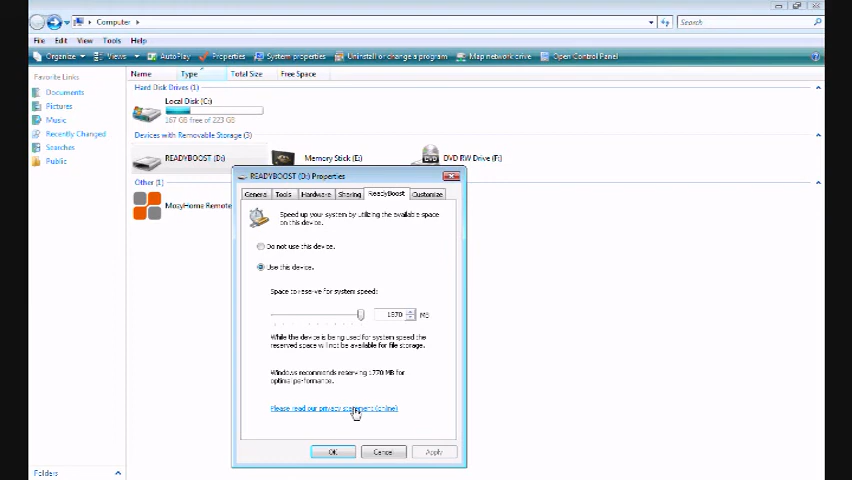 Computer
Search
File Edit View Tools Help
Organize Views AutoPlay Properties System properties Uninstall or change a program Map network drive Open Control Panel
Favorite Links
Documents
Pictures
Music
Recently Changed
Searches
Public
Folders
Name Type Total Size Free Space
Hard Disk Drives (1)
Local Disk (C:)
167 GB free of 223 GB
Devices with Removable Storage (3)
READYBOOST (D:) Memory Stick (E:) DVD RW Drive (F:)
Other (1)
MozyHome Remote
READYBOOST (D:) Properties
General Tools Hardware Sharing ReadyBoost Customize
Speed up your system by utilizing the available space
on this device.
Do not use this device.
Use this device.
Space to reserve for system speed:
MB
While the device is being used for system speed the
reserved space will not be available for file storage.
Windows recommends reserving 1770 MB for
optimal performance.
Please read our privacy statement (online)
OK Cancel Apply